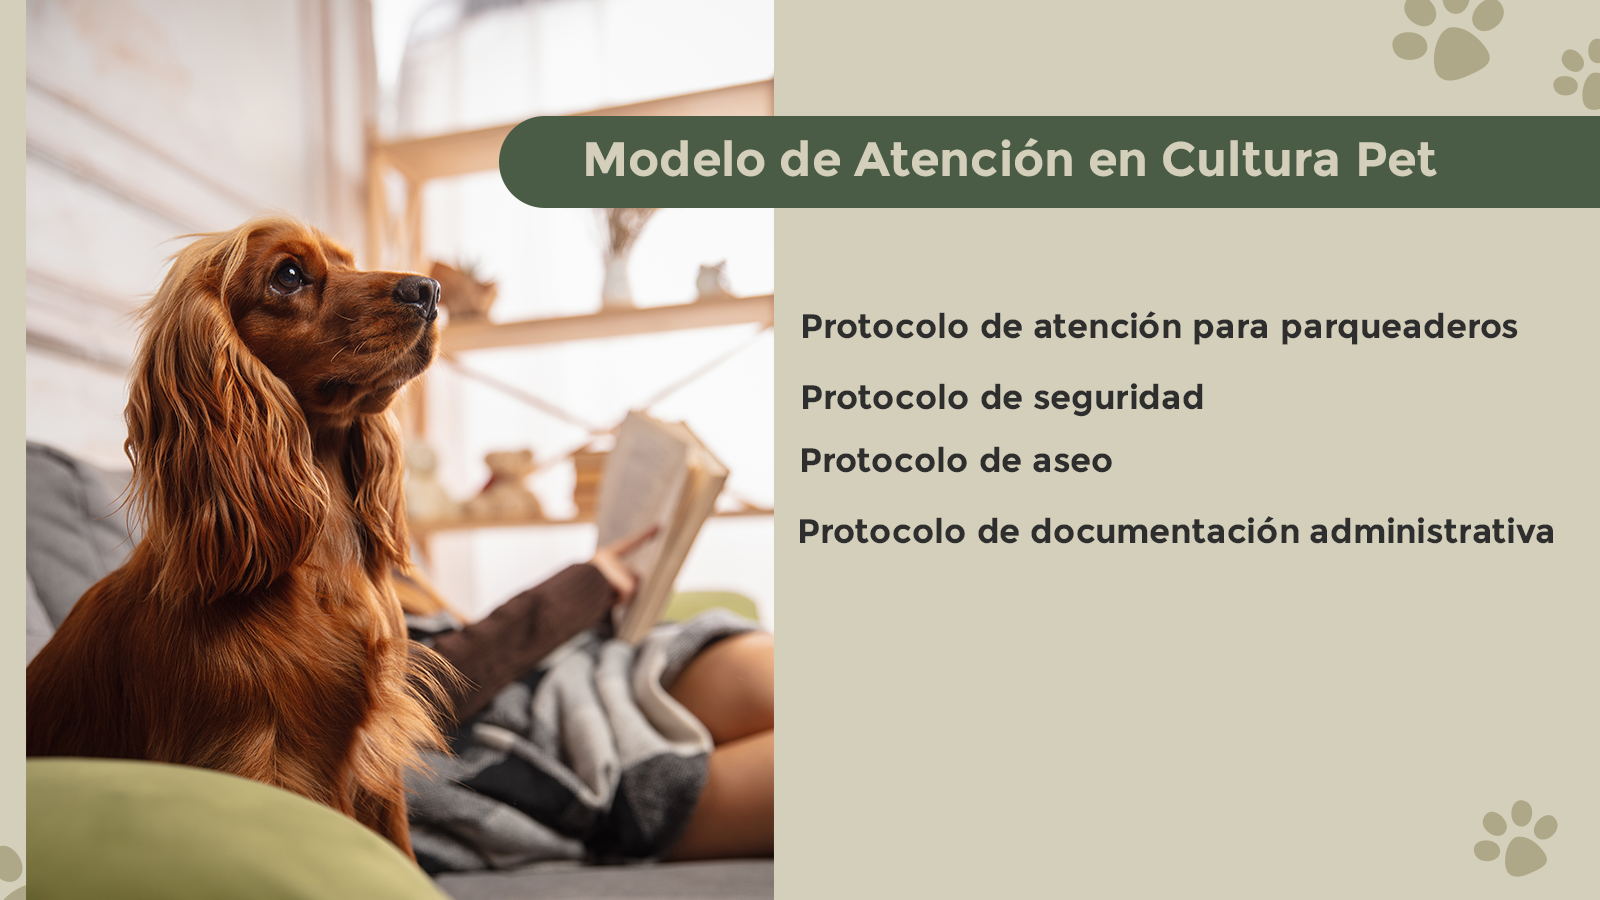 Modelo de Atención en Cultura Pet
Protocolo de atención para parqueaderos
Protocolo de seguridad
Protocolo de aseo
Protocolo de documentación administrativa